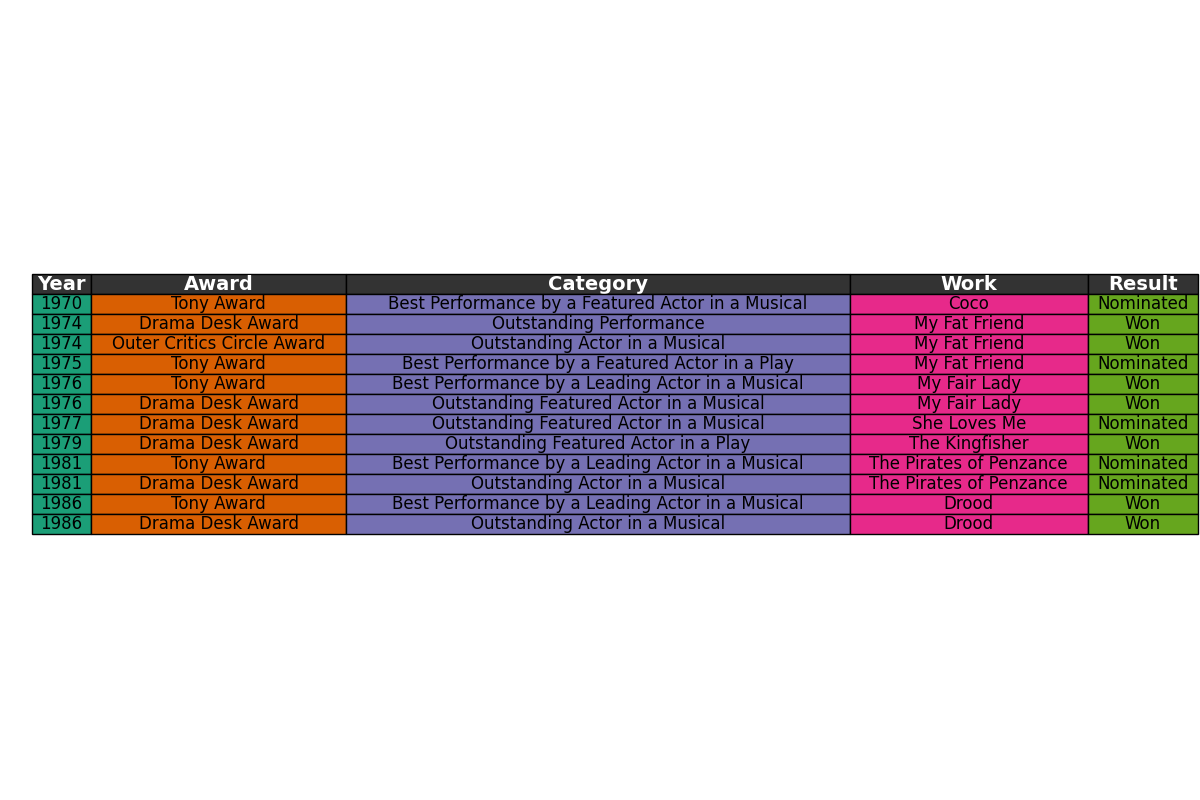 Year Award Category Work Result
1970 Tony Award Best Performance by a Featured Actor in a Musical Coco Nominated
1974 Drama Desk Award Outstanding Performance My Fat Friend Won
1974 Outer Critics Circle Award Outstanding Actor in a Musical My Fat Friend Won
1975 Tony Award Best Performance by a Featured Actor in a Play My Fat Friend Nominated
1976 Tony Award Best Performance by a Leading Actor in a Musical My Fair Lady Won
1976 Drama Desk Award Outstanding Featured Actor in a Musical My Fair Lady Won
1977 Drama Desk Award Outstanding Featured Actor in a Musical She Loves Me Nominated
1979 Drama Desk Award Outstanding Featured Actor in a Play The Kingfisher Won
1981 Tony Award Best Performance by a Leading Actor in a Musical The Pirates of Penzance Nominated
1981 Drama Desk Award Outstanding Actor in a Musical The Pirates of Penzance Nominated
1986 Tony Award Best Performance by a Leading Actor in a Musical Drood Won
1986 Drama Desk Award Outstanding Actor in a Musical Drood Won